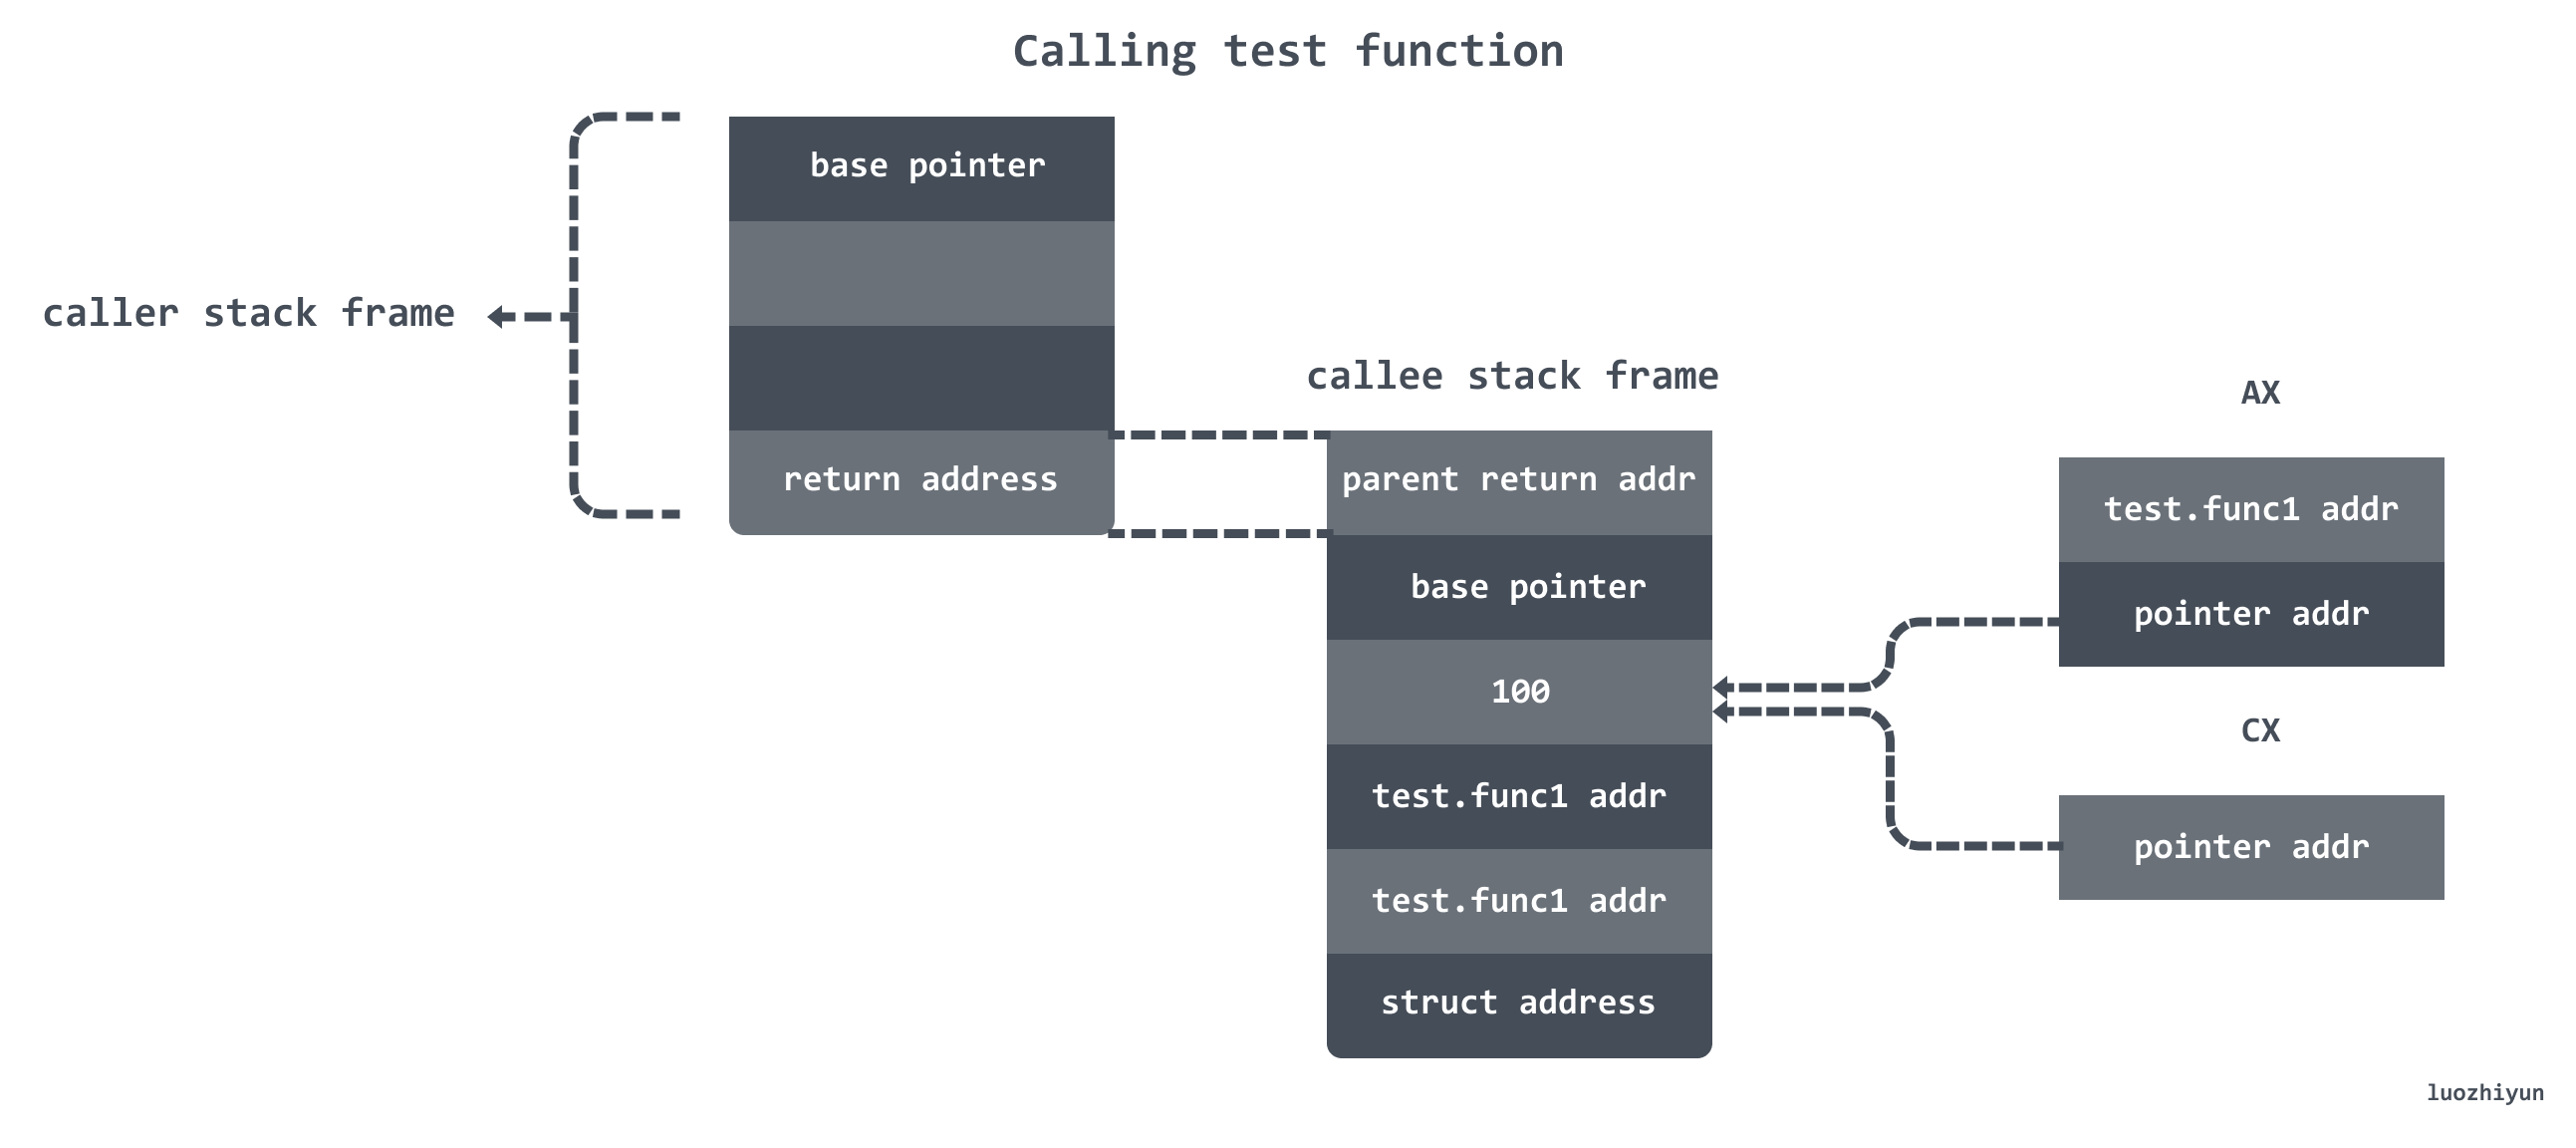 Calling test function
base pointer
caller stack frame
return address
callee stack frame
parent return addr
base pointer
100
test.func1 addr
test.func1 addr
struct address
AX
test.func1 addr
pointer addr
CX
pointer addr
luozhiyun